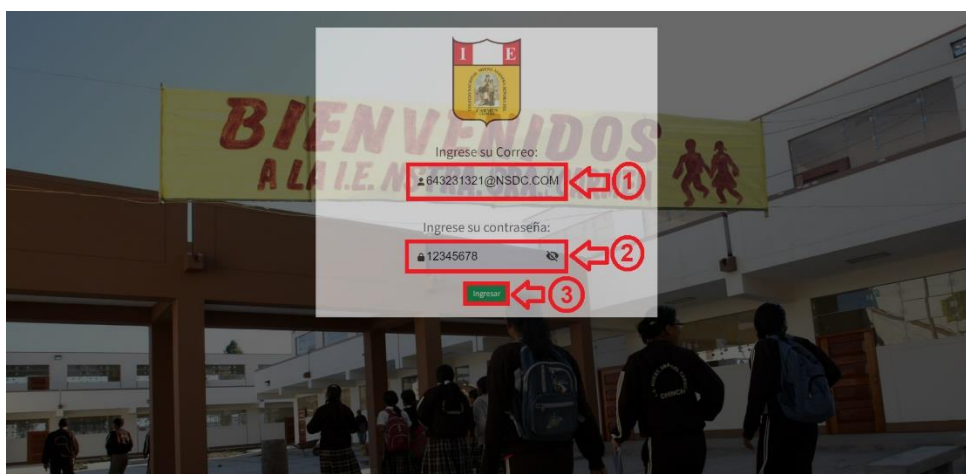 I E
BIENVENIDOS
A LA I.E. N
Ingrese su Correo:
643231321@NSDC.COM
1
Ingrese su contraseña:
12345678
2
Ingresar
3